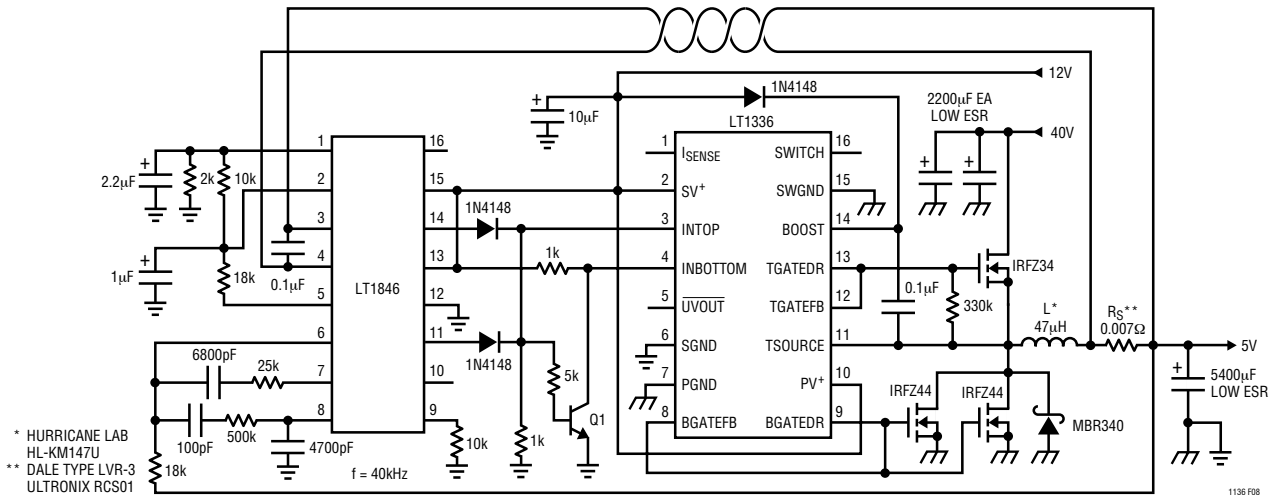 12V
1N4148
+
10µF
LT1336
2200µF EA
LOW ESR
40V
+
+
1
2
3
4
5
6
7
8
16
15
14
13
12
11
10
9
+
2.2µF
2k
10k
+
1µF
18k
0.1µF
LT1846
1N4148
1k
1N4148
5k
1k
Q1
10k
6800pF
25k
100pF
500k
4700pF
18k
f = 40kHz
1 ISENSE
2 SV+
3 INTOP
4 INBOTTOM
5 UVOUT
6 SGND
7 PGND
8 BGATEFB
SWITCH 16
SWGND 15
BOOST 14
TGATEDR 13
TGATEFB 12
TSOURCE 11
PV+ 10
BGATEDR 9
0.1µF
330k
IRFZ34
L*
47µH
RS**
0.007Ω
5V
+
5400µF
LOW ESR
IRFZ44
IRFZ44
MBR340
* HURRICANE LAB
HL-KM147U
** DALE TYPE LVR-3
ULTRONIX RCS01
1136 F08